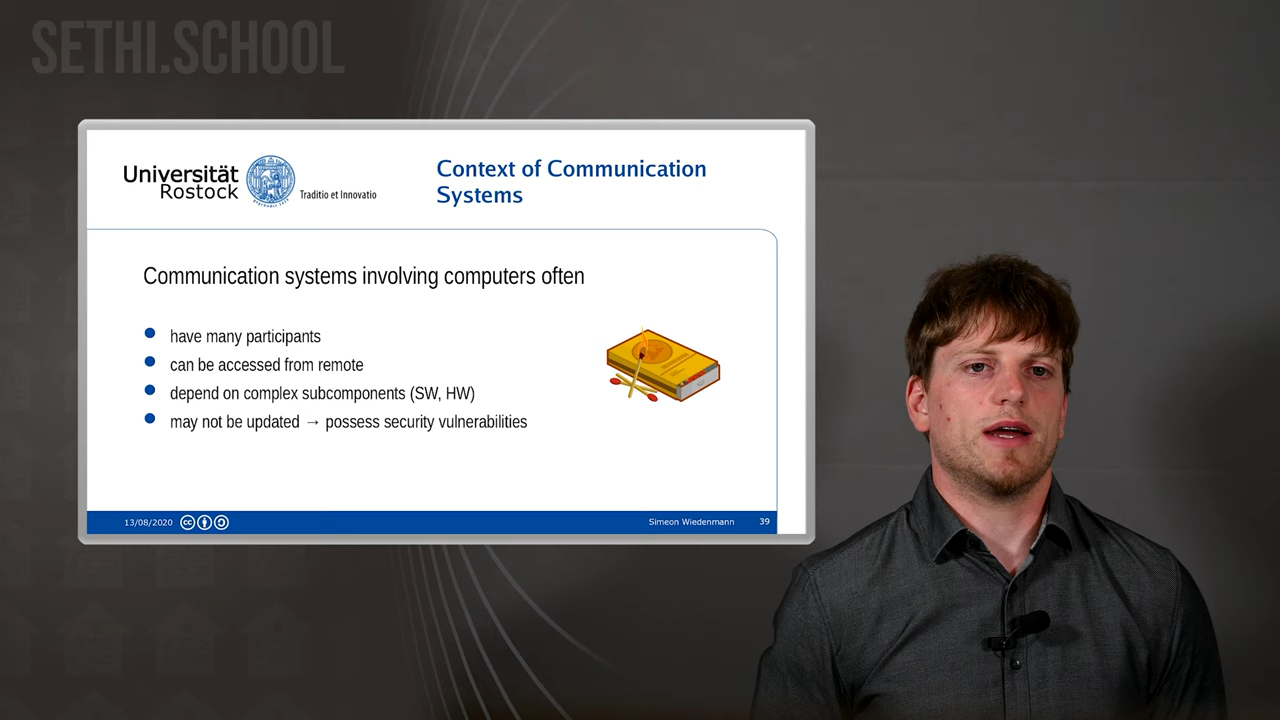 SETHI.SCHOOL
Universität
Rostock
Traditio et Innovatio
Context of Communication
Systems
Communication systems involving computers often
have many participants
can be accessed from remote
depend on complex subcomponents (SW, HW)
may not be updated → possess security vulnerabilities
13/08/2020
cc
Simeon Wiedenmann 39